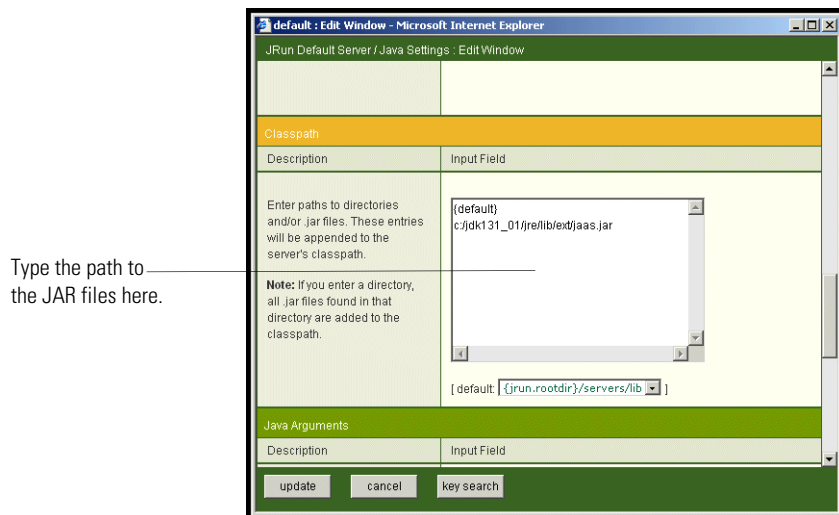 default : Edit Window - Microsoft Internet Explorer
JRun Default Server / Java Settings : Edit Window
Classpath
Description
Input Field
Enter paths to directories
and/or .jar files. These entries
will be appended to the
server's classpath.
Note: If you enter a directory,
all .jar files found in that
directory are added to the
classpath.
{default}
c:/jdk131_01/jre/lib/ext/jaas.jar
[ default: {jrun.rootdir}/servers/lib ]
Type the path to
the JAR files here.
Java Arguments
Description
Input Field
update
cancel
key search